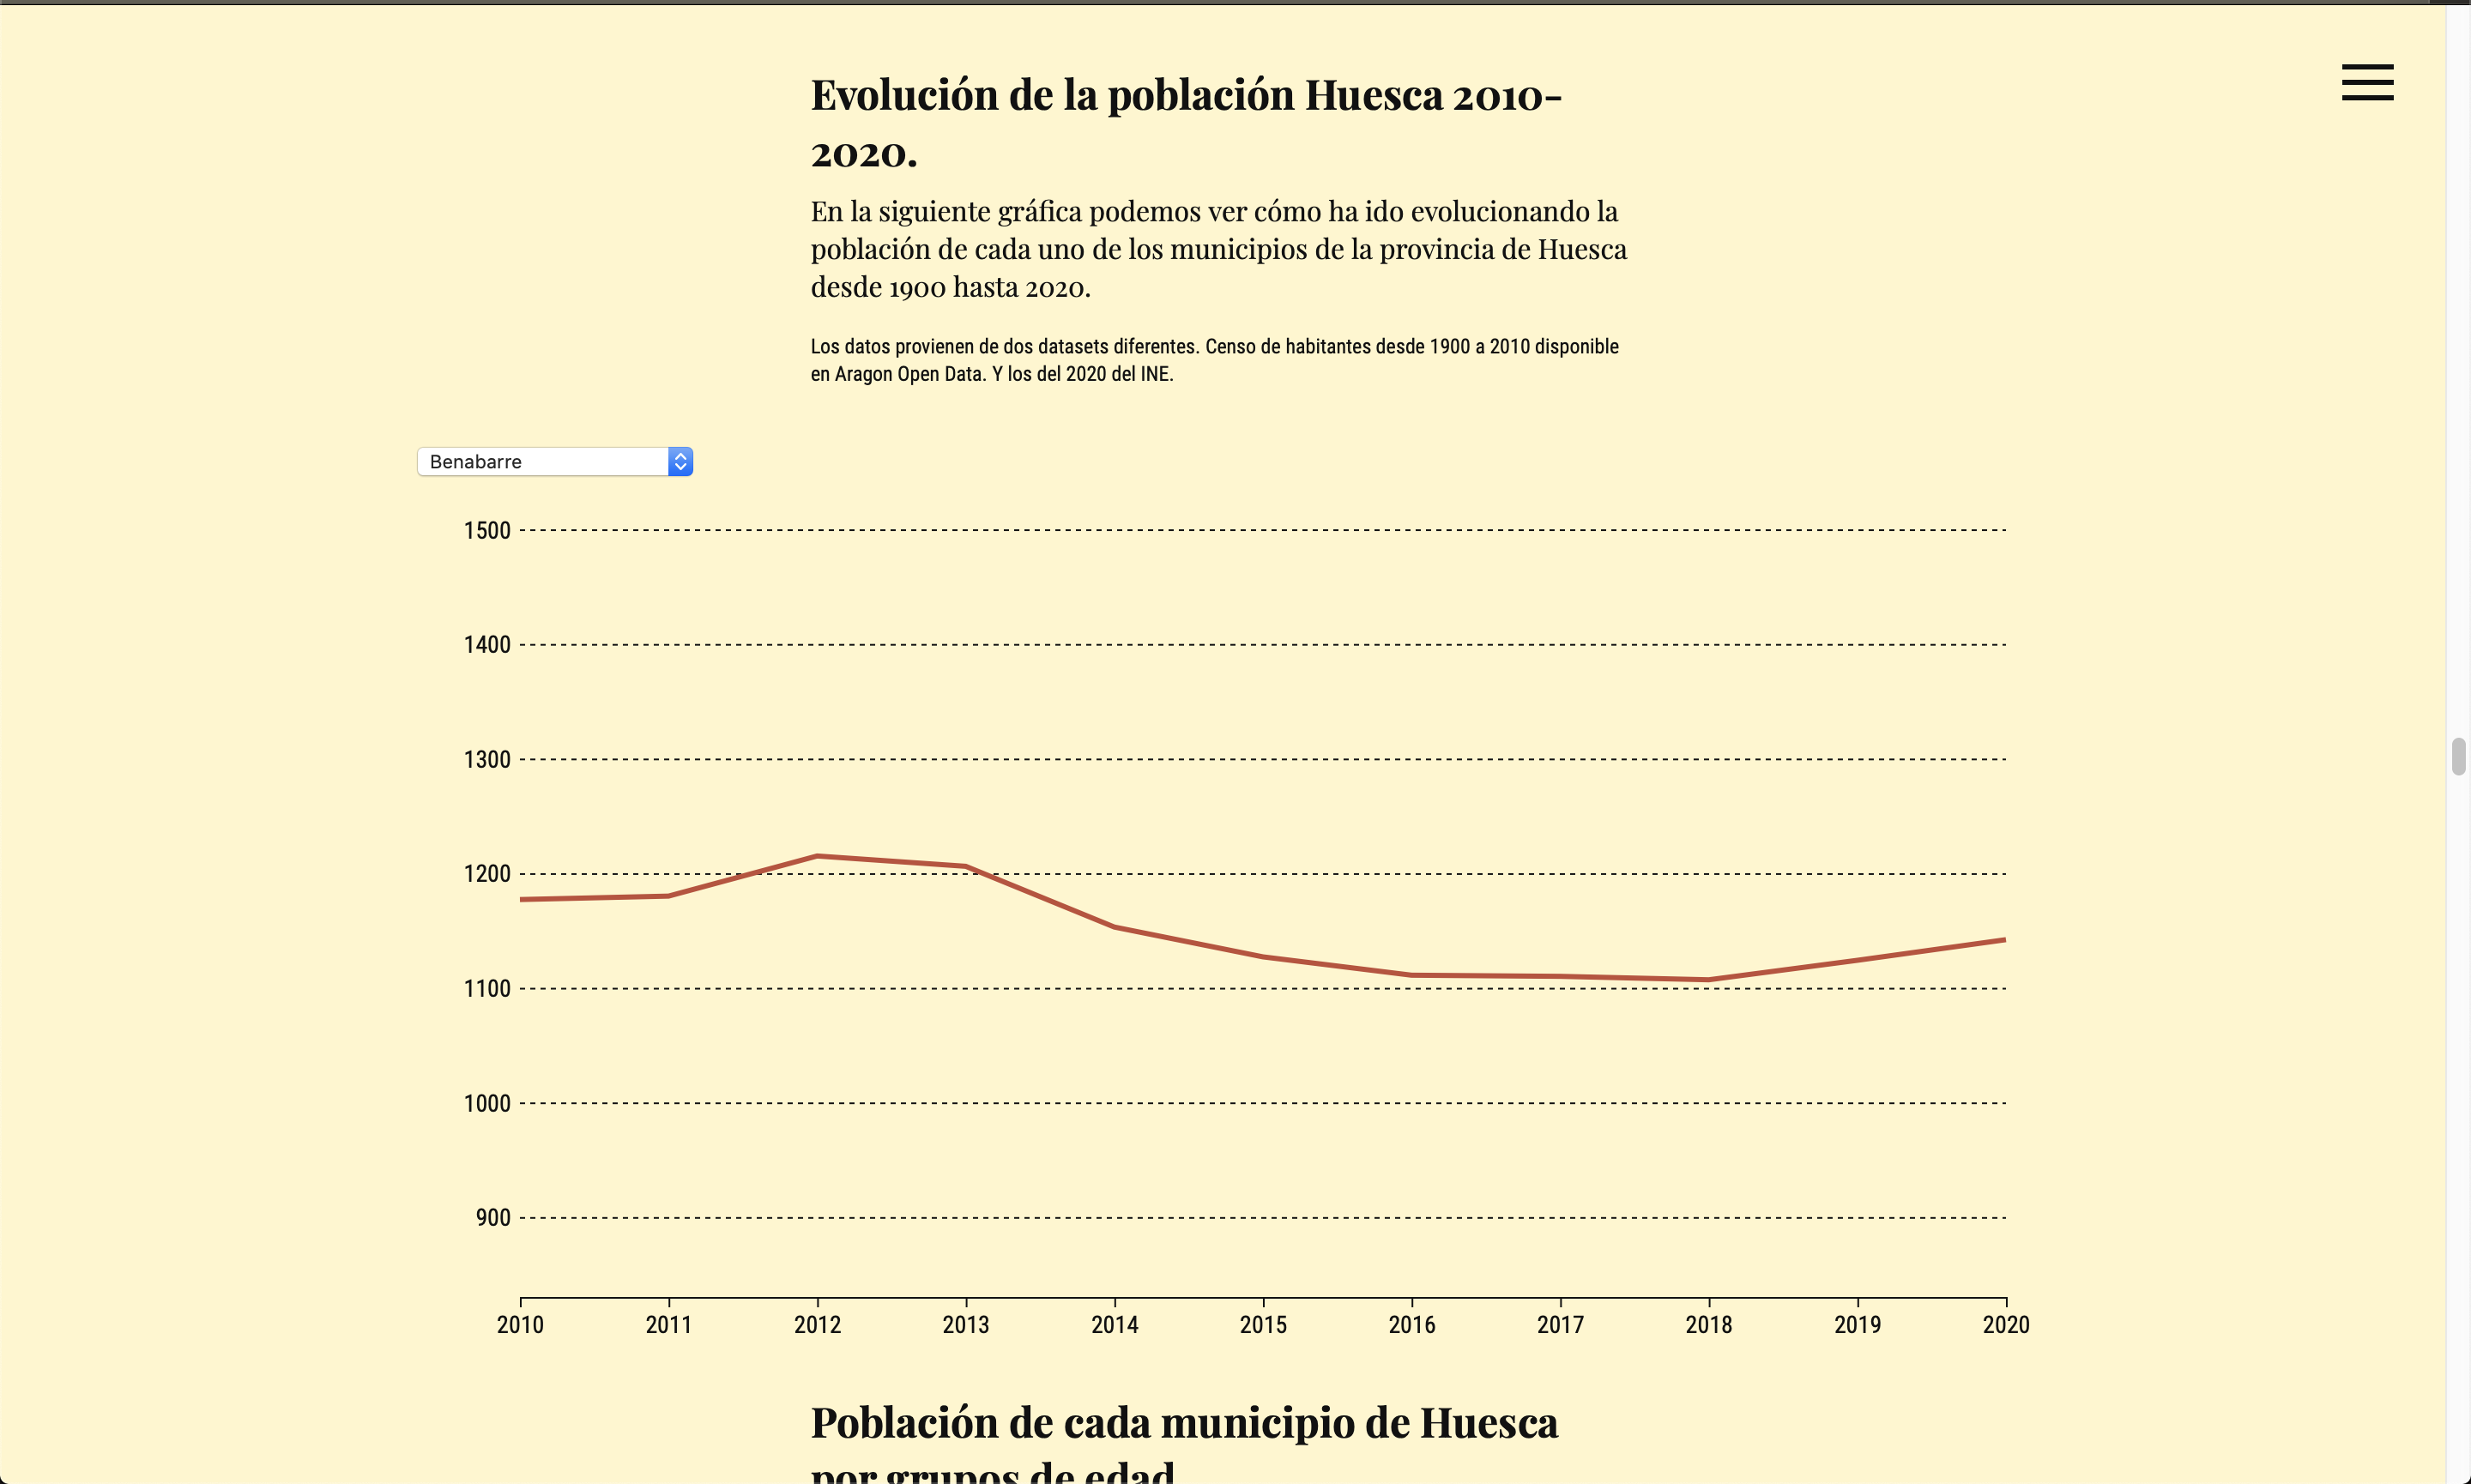 Evolución de la población Huesca 2010-
2020.
En la siguiente gráfica podemos ver cómo ha ido evolucionando la
población de cada uno de los municipios de la provincia de Huesca
desde 1900 hasta 2020.
Los datos provienen de dos datasets diferentes. Censo de habitantes desde 1900 a 2010 disponible
en Aragon Open Data. Y los del 2020 del INE.
Benabarre
1500
1400
1300
1200
1100
1000
900
2010 2011 2012 2013 2014 2015 2016 2017 2018 2019 2020
Población de cada municipio de Huesca
por grupos de edad